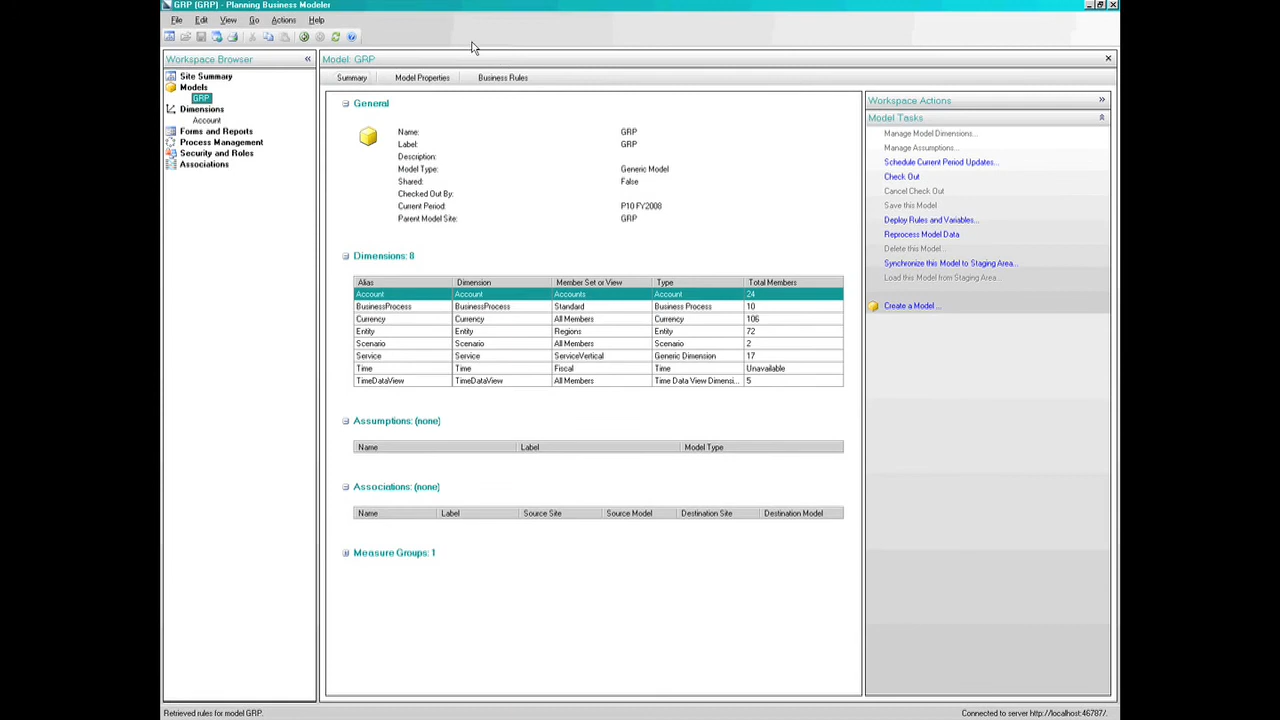 GRP (GRP) - Planning Business Modeler
File Edit View Go Actions Help
Workspace Browser «
Site Summary
Models
GRP
Dimensions
Account
Forms and Reports
Process Management
Security and Roles
Associations
Model: GRP
Summary Model Properties Business Rules
General
Name: GRP
Label: GRP
Description:
Model Type: Generic Model
Shared: False
Checked Out By:
Current Period: P10 FY2008
Parent Model Site: GRP
Dimensions: 8
Alias Dimension Member Set or View Type Total Members
Account Account Accounts Account 24
BusinessProcess BusinessProcess Standard Business Process 10
Currency Currency All Members Currency 106
Entity Entity Regions Entity 72
Scenario Scenario All Members Scenario 2
Service Service ServiceVertical Generic Dimension 17
Time Time Fiscal Time Unavailable
TimeDataView TimeDataView All Members Time Data View Dimensi... 5
Assumptions: (none)
Name Label Model Type
Associations: (none)
Name Label Source Site Source Model Destination Site Destination Model
Measure Groups: 1
Workspace Actions »
Model Tasks
Manage Model Dimensions...
Manage Assumptions...
Schedule Current Period Updates...
Check Out
Cancel Check Out
Save this Model
Deploy Rules and Variables...
Reprocess Model Data
Delete this Model...
Synchronize this Model to Staging Area...
Load this Model from Staging Area...
Create a Model ...
Retrieved rules for model GRP.
Connected to server http://localhost:46787/.